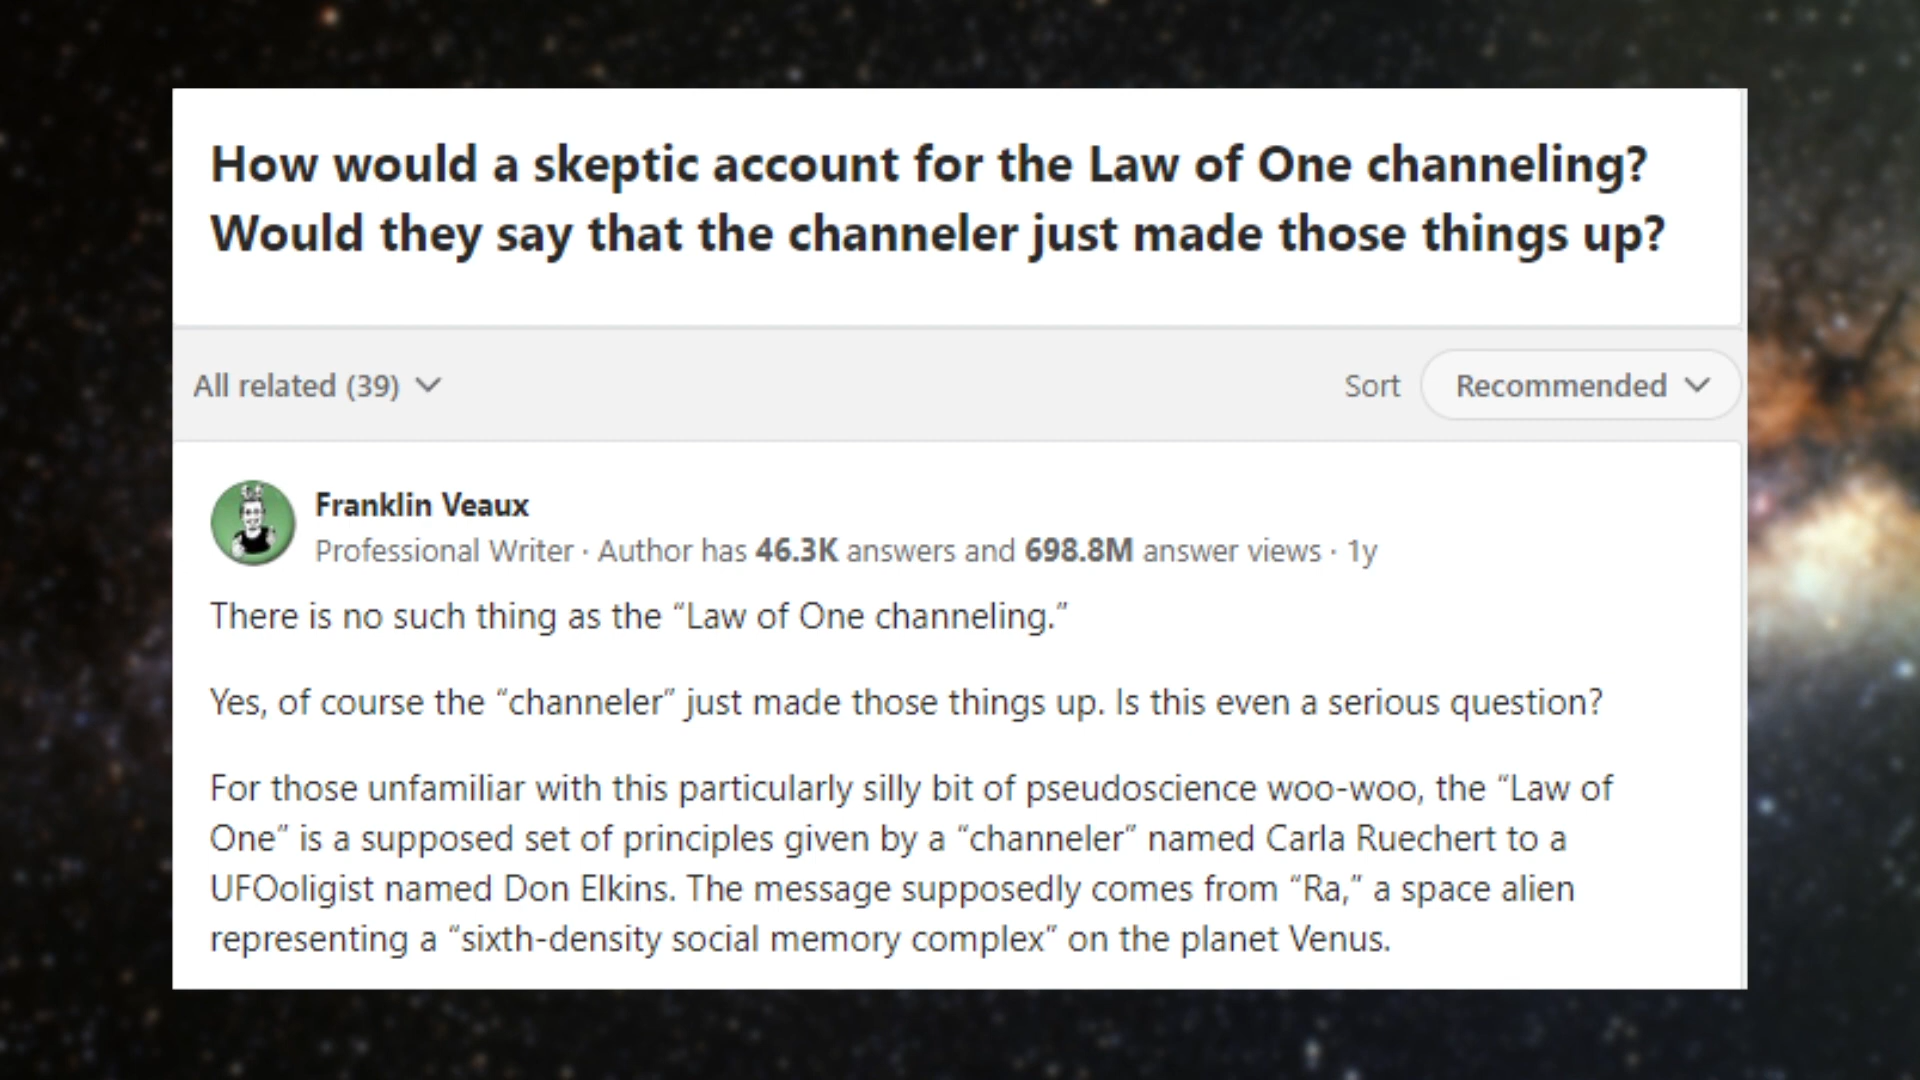 How would a skeptic account for the Law of One channeling?
Would they say that the channeler just made those things up?
All related (39)
Sort
Recommended
Franklin Veaux
Professional Writer · Author has 46.3K answers and 698.8M answer views · 1y
There is no such thing as the “Law of One channeling.”
Yes, of course the “channeler” just made those things up. Is this even a serious question?
For those unfamiliar with this particularly silly bit of pseudoscience woo-woo, the “Law of
One” is a supposed set of principles given by a “channeler” named Carla Ruechert to a
UFOoligist named Don Elkins. The message supposedly comes from “Ra,” a space alien
representing a “sixth-density social memory complex” on the planet Venus.